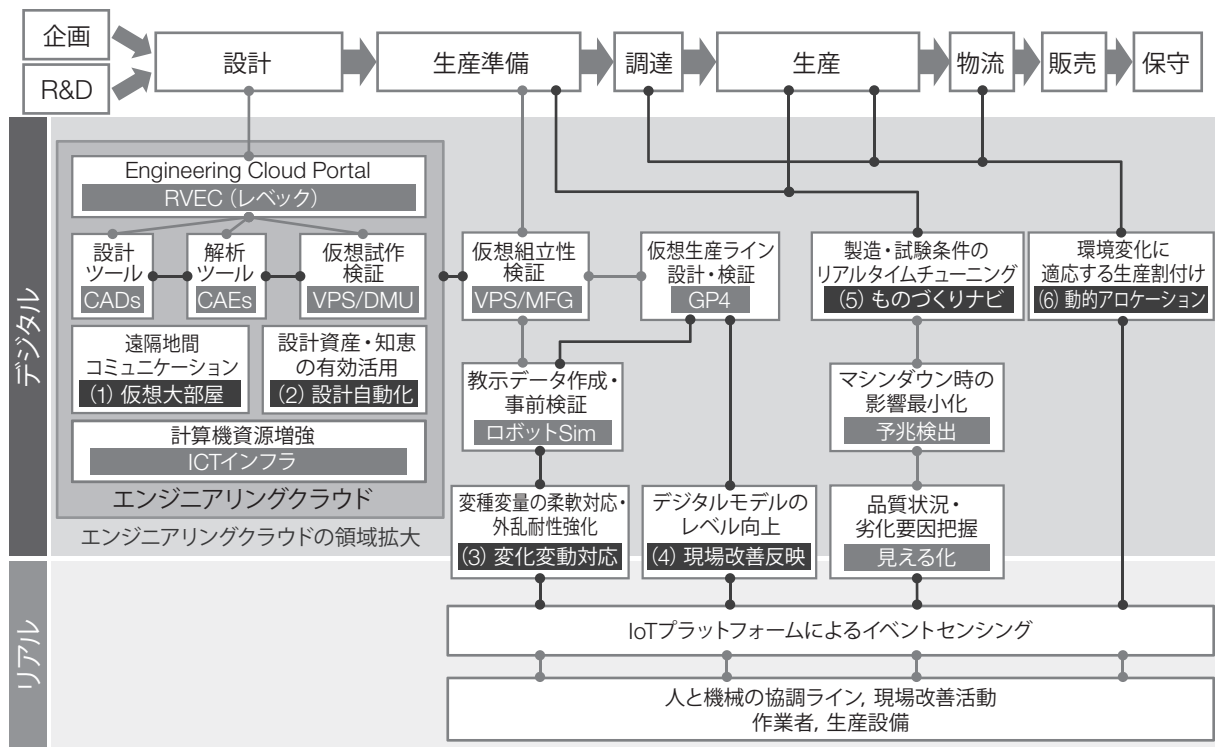 企画
R&D
設計
生産準備
調達
生産
物流
販売
保守
デジタル
Engineering Cloud Portal
RVEC（レベック）
設計
ツール
CADs
解析
ツール
CAEs
仮想試作
検証
VPS/DMU
遠隔地間
コミュニケーション
(1) 仮想大部屋
設計資産・知恵
の有効活用
(2) 設計自動化
計算機資源増強
ICTインフラ
エンジニアリングクラウド
エンジニアリングクラウドの領域拡大
仮想組立性
検証
VPS/MFG
仮想生産ライン
設計・検証
GP4
教示データ作成・
事前検証
ロボットSim
変種変量の柔軟対応・
外乱耐性強化
(3) 変化変動対応
デジタルモデルの
レベル向上
(4) 現場改善反映
製造・試験条件の
リアルタイムチューニング
(5) ものづくりナビ
マシンダウン時の
影響最小化
予兆検出
品質状況・
劣化要因把握
見える化
環境変化に
適応する生産割付け
(6) 動的アロケーション
リアル
IoTプラットフォームによるイベントセンシング
人と機械の協調ライン, 現場改善活動
作業者, 生産設備